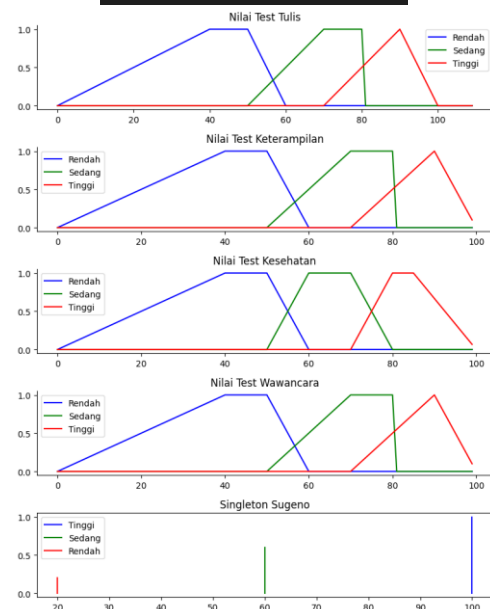 Nilai Test Tulis
1.0
0.5
0.0
Rendah
Sedang
Tinggi
0 20 40 60 80 100
Nilai Test Keterampilan
1.0
0.5
0.0
Rendah
Sedang
Tinggi
0 20 40 60 80 100
Nilai Test Kesehatan
1.0
0.5
0.0
Rendah
Sedang
Tinggi
0 20 40 60 80 100
Nilai Test Wawancara
1.0
0.5
0.0
Rendah
Sedang
Tinggi
0 20 40 60 80 100
Singleton Sugeno
1.0
0.5
0.0
Tinggi
Sedang
Rendah
20 30 40 50 60 70 80 90 100